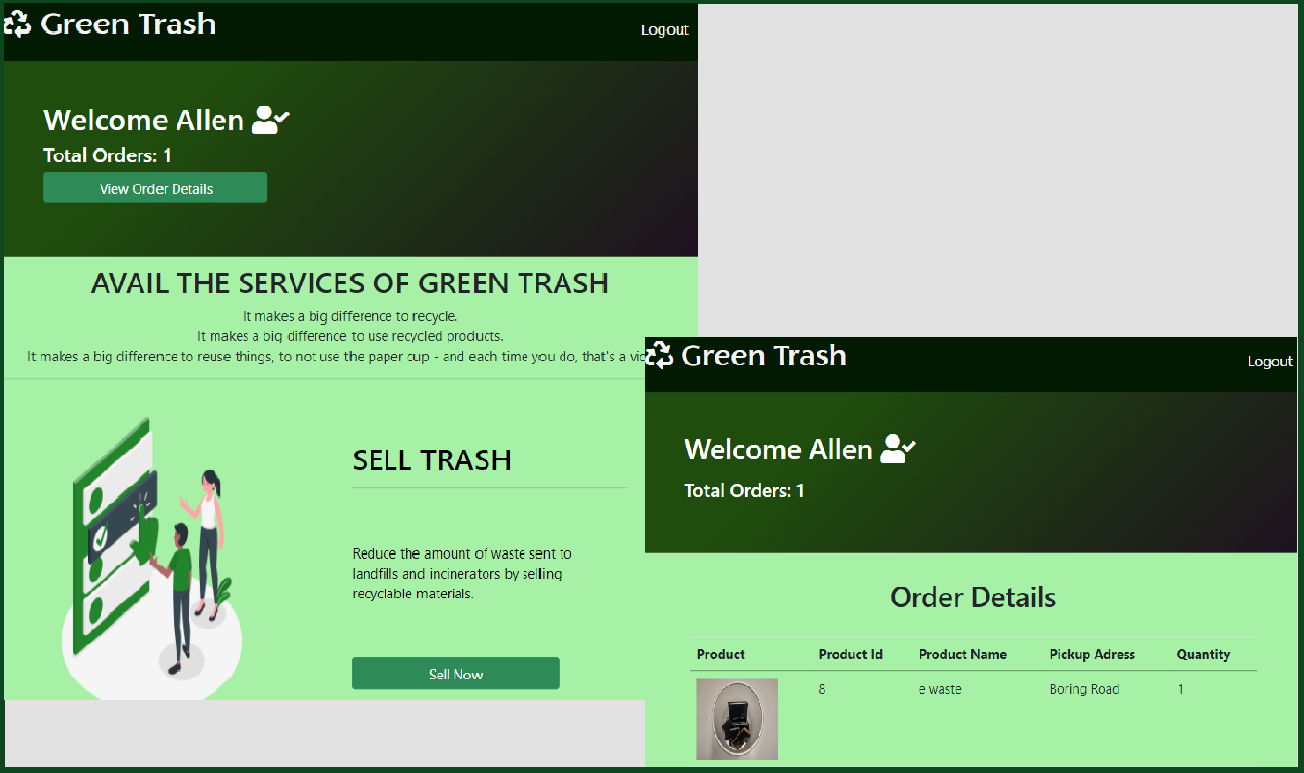 Green Trash
Logout
Welcome Allen
Total Orders: 1
View Order Details
AVAIL THE SERVICES OF GREEN TRASH
It makes a big difference to recycle.
It makes a big difference to use recycled products.
It makes a big difference to reuse things, to not use the paper cup - and each time you do, that's a
SELL TRASH
Reduce the amount of waste sent to
landfills and incinerators by selling
recyclable materials.
Sell Now
Green Trash
Logout
Welcome Allen
Total Orders: 1
Order Details
Product Product Id Product Name Pickup Adress Quantity
8 e waste Boring Road 1